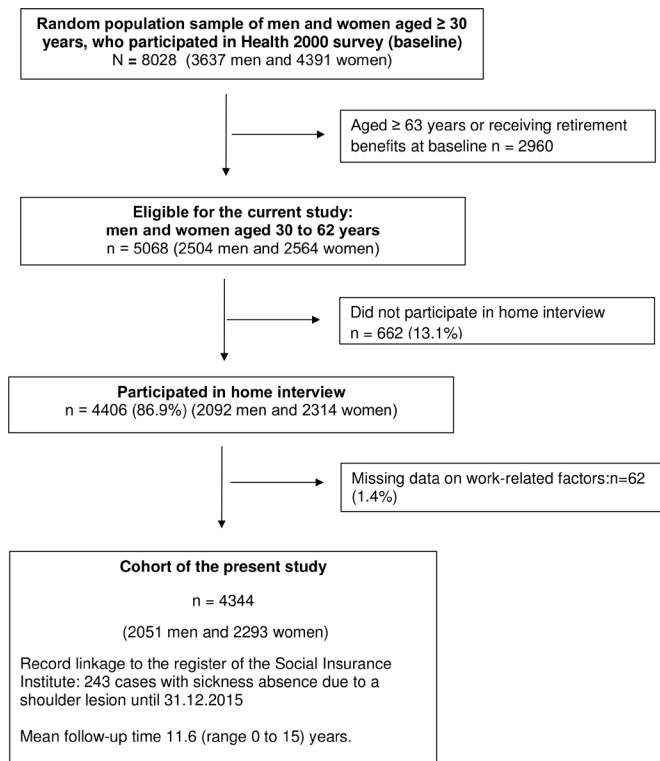 Random population sample of men and women aged ≥ 30
years, who participated in Health 2000 survey (baseline)
N = 8028 (3637 men and 4391 women)
Aged ≥ 63 years or receiving retirement
benefits at baseline n = 2960
Eligible for the current study:
men and women aged 30 to 62 years
n = 5068 (2504 men and 2564 women)
Did not participate in home interview
n = 662 (13.1%)
Participated in home interview
n = 4406 (86.9%) (2092 men and 2314 women)
Missing data on work-related factors:n=62
(1.4%)
Cohort of the present study
n = 4344
(2051 men and 2293 women)
Record linkage to the register of the Social Insurance
Institute: 243 cases with sickness absence due to a
shoulder lesion until 31.12.2015
Mean follow-up time 11.6 (range 0 to 15) years.